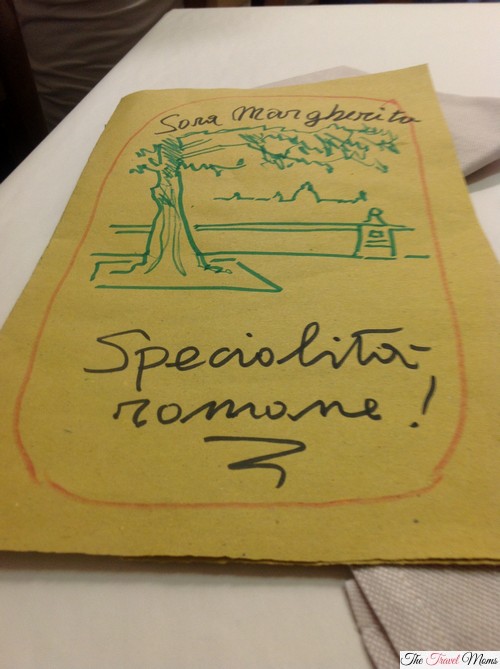 Sora Margherita
Specialità
romane!
The Travel Moms